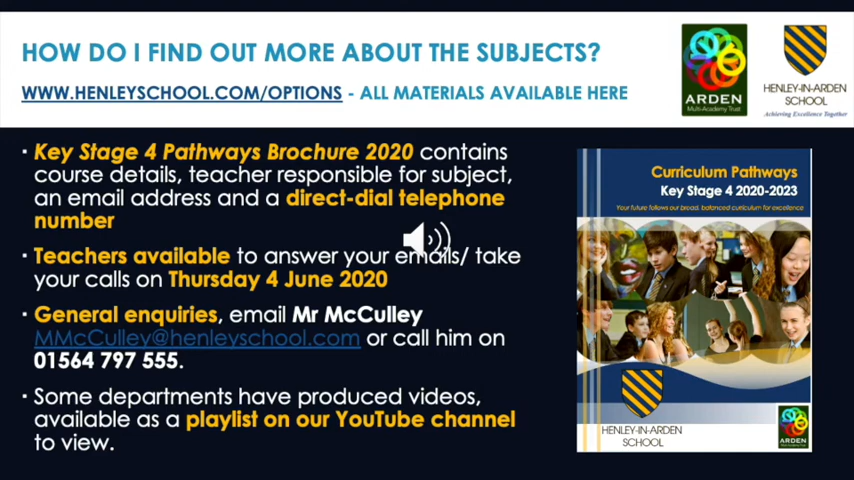 HOW DO I FIND OUT MORE ABOUT THE SUBJECTS?
WWW.HENLEYSCHOOL.COM/OPTIONS - ALL MATERIALS AVAILABLE HERE
ARDEN
Multi-Academy Trust
HENLEY-IN-ARDEN
SCHOOL
Achieving Excellence Together
Key Stage 4 Pathways Brochure 2020 contains
course details, teacher responsible for subject,
an email address and a direct-dial telephone
number
Teachers available to answer your emails/ take
your calls on Thursday 4 June 2020
General enquiries, email Mr McCulley
MMcCulley@henleyschool.com or call him on
01564 797 555.
Some departments have produced videos,
available as a playlist on our YouTube channel
to view.
Curriculum Pathways
Key Stage 4 2020-2023
Your future follows our broad, balanced curriculum for excellence
HENLEY-IN-ARDEN
SCHOOL
ARDEN